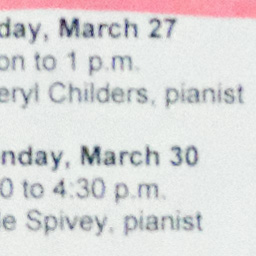 day, March 27
on to 1 p.m.
eryl Childers, pianist
nday, March 30
0 to 4:30 p.m.
e Spivey, pianist